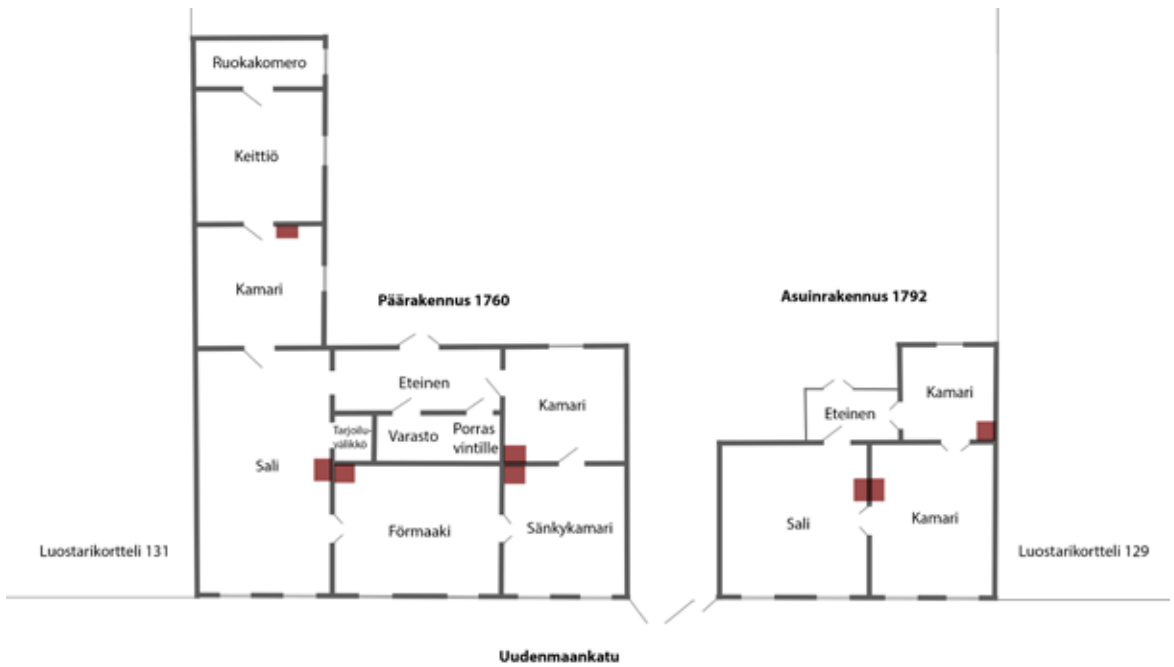 Ruokakomero
Keittiö
Kamari
Päärakennus 1760
Asuinrakennus 1792
Eteinen
Kamari
Tarjoilu-
välikkö
Varasto
Porras
vintille
Sali
Förmaaki
Sänkykamari
Kamari
Eteinen
Sali
Kamari
Luostarikortteli 131
Luostarikortteli 129
Uudenmaankatu